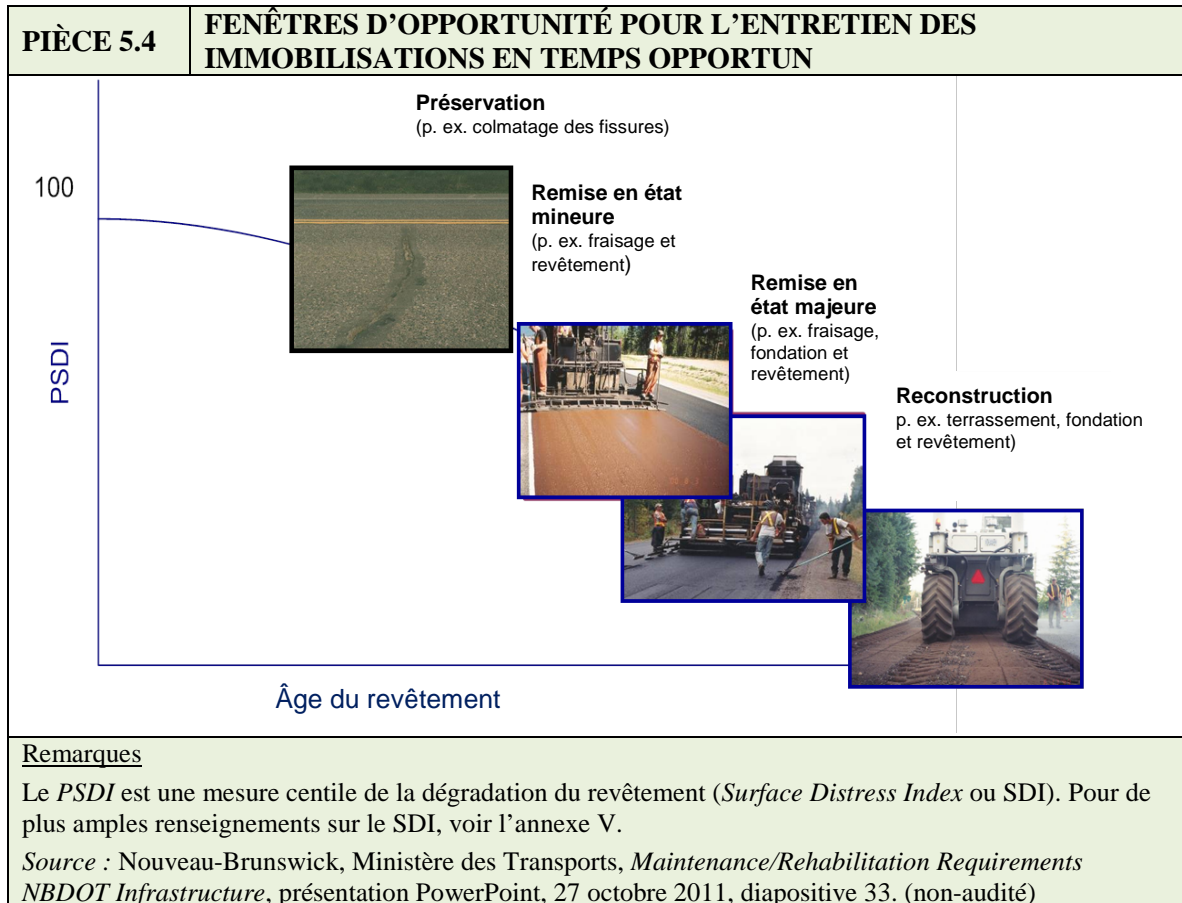 PIÈCE 5.4
FENÊTRES D’OPPORTUNITÉ POUR L’ENTRETIEN DES
IMMOBILISATIONS EN TEMPS OPPORTUN
Préservation
(p. ex. colmatage des fissures)
100
Remise en état
mineure
(p. ex. fraisage et
revêtement)
Remise en
état majeure
(p. ex. fraisage,
fondation et
revêtement)
PSDI
Reconstruction
p. ex. terrassement, fondation
et revêtement)
Âge du revêtement
Remarques
Le PSDI est une mesure centile de la dégradation du revêtement (Surface Distress Index ou SDI). Pour de
plus amples renseignements sur le SDI, voir l’annexe V.
Source : Nouveau-Brunswick, Ministère des Transports, Maintenance/Rehabilitation Requirements
NBDOT Infrastructure, présentation PowerPoint, 27 octobre 2011, diapositive 33. (non-audité)